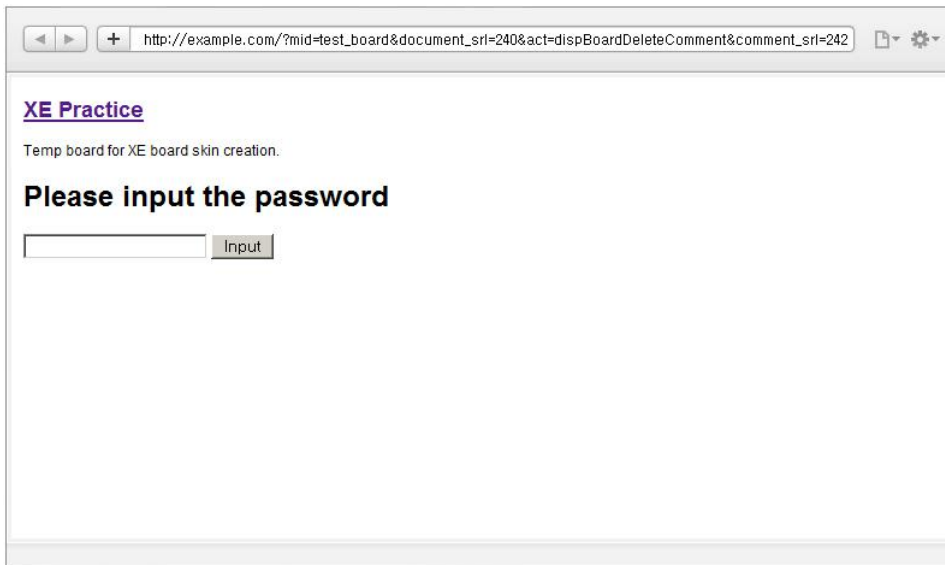 http://example.com/?mid=test_board&document_srl=240&act=dispBoardDeleteComment&comment_srl=242
XE Practice
Temp board for XE board skin creation.
Please input the password
Input